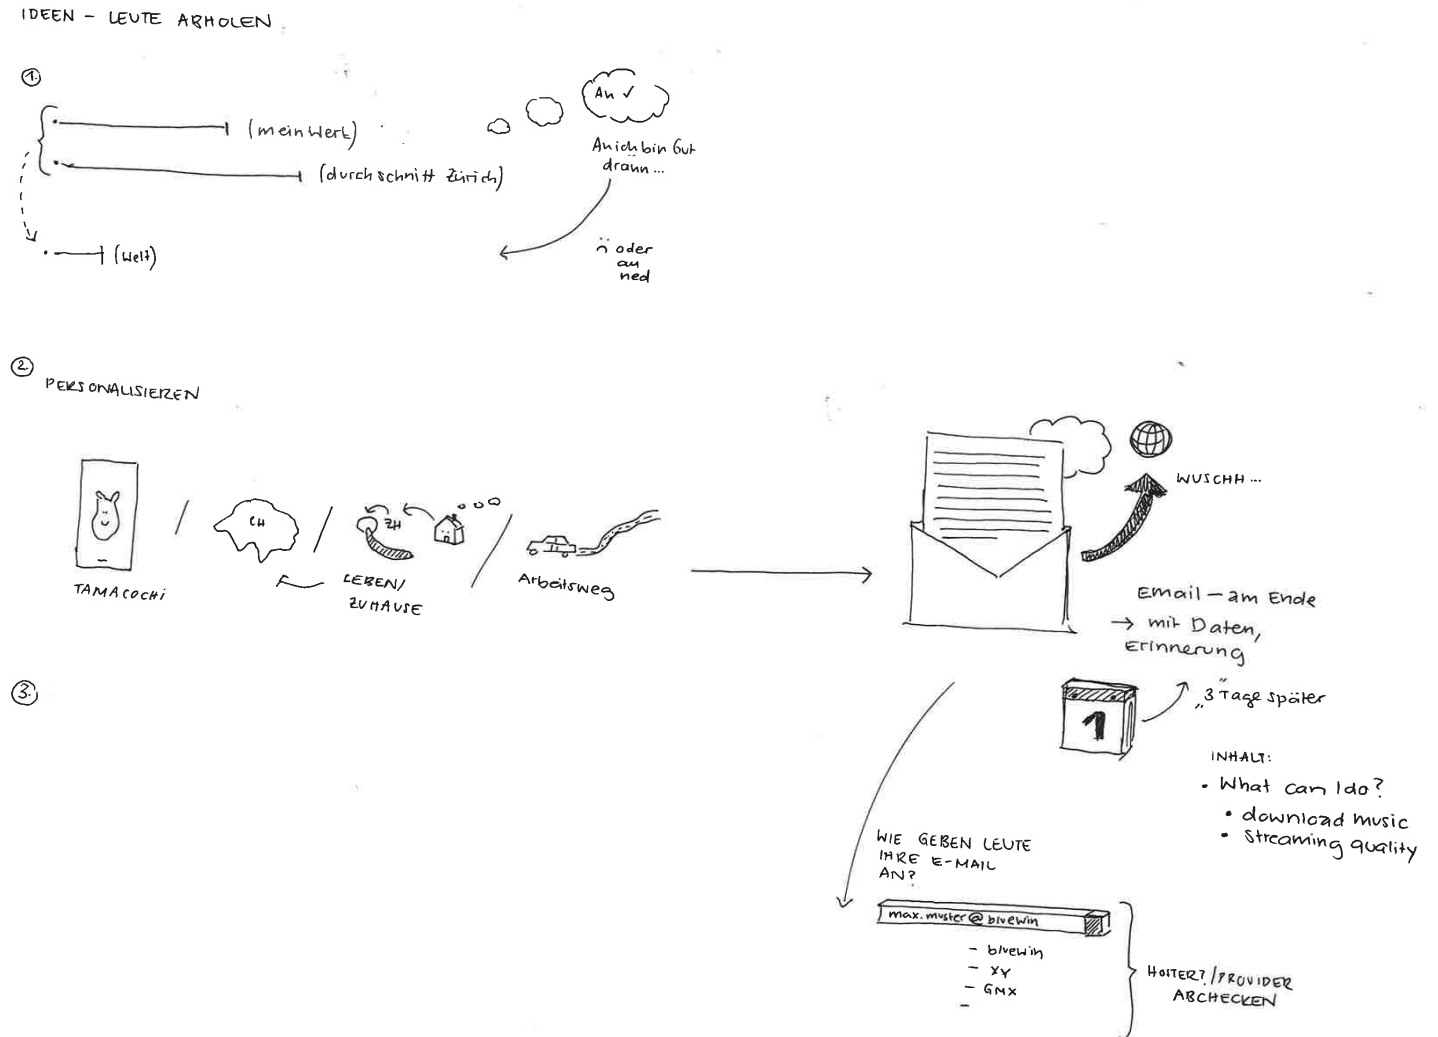 IDEEN – LEUTE ABHOLEN
1.
(mein Wert)
(durchschnitt Zürich)
(Welt)
An ✓
An ich bin Gut
drann...
oder
an
ned
2.
PERSONALISIEREN
CH
ZH
TAMACOCHI
LEBEN/
ZUHAUSE
Arbeitsweg
WUSCHH...
Email – am Ende
→ mit Daten,
Erinnerung
1
„3 Tage später
3.
INHALT:
• What can I do?
• download music
• streaming quality
WIE GEBEN LEUTE
IHRE E-MAIL
AN?
max.muster@bluewin
– bluewin
– XY
– GMX
–
HOSTER?/PROVIDER
ABCHECKEN